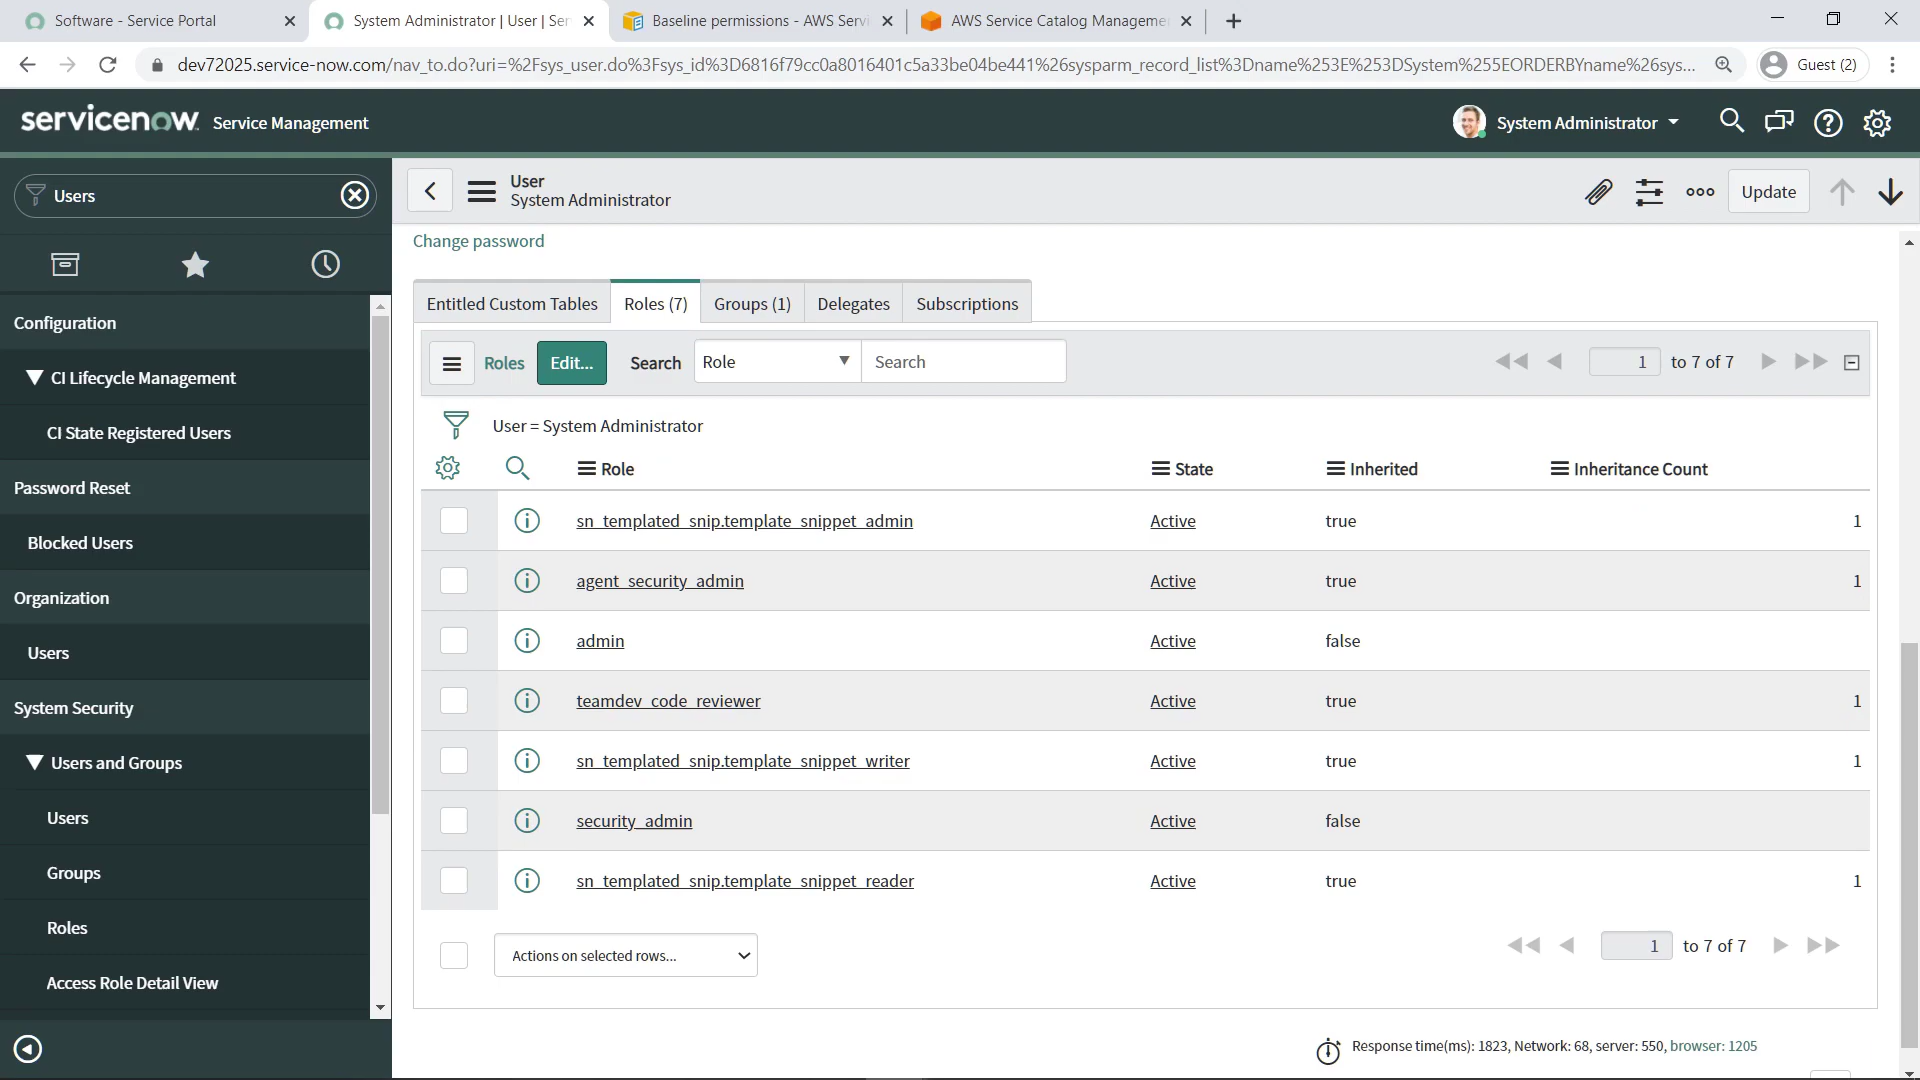 Software - Service Portal
System Administrator | User | Ser
Baseline permissions - AWS Servi
AWS Service Catalog Manageme
dev72025.service-now.com/nav_to.do?uri=%2Fsys_user.do%3Fsys_id%3D6816f79cc0a8016401c5a33be04be441%26sysparm_record_list%3Dname%253E%253DSystem%255EORDERBYname%26sys...
Guest (2)
servicenow Service Management
System Administrator
Users
User
System Administrator
Update
Configuration
CI Lifecycle Management
CI State Registered Users
Password Reset
Blocked Users
Organization
Users
System Security
Users and Groups
Users
Groups
Roles
Access Role Detail View
Change password
Entitled Custom Tables Roles (7) Groups (1) Delegates Subscriptions
Roles Edit... Search Role Search 1 to 7 of 7
User = System Administrator
Role State Inherited Inheritance Count
sn_templated_snip.template_snippet_admin Active true 1
agent_security_admin Active true 1
admin Active false
teamdev_code_reviewer Active true 1
sn_templated_snip.template_snippet_writer Active true 1
security_admin Active false
sn_templated_snip.template_snippet_reader Active true 1
Actions on selected rows... 1 to 7 of 7
Response time(ms): 1823, Network: 68, server: 550, browser: 1205